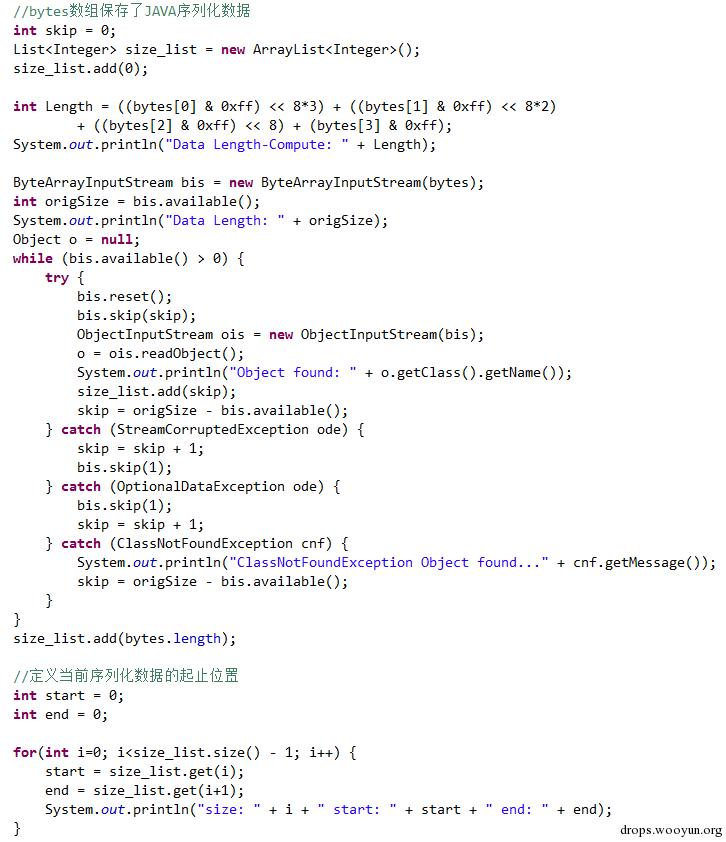 //bytes数组保存了JAVA序列化数据
int skip = 0;
List<Integer> size_list = new ArrayList<Integer>();
size_list.add(0);

int Length = ((bytes[0] & 0xff) << 8*3) + ((bytes[1] & 0xff) << 8*2)
        + ((bytes[2] & 0xff) << 8) + (bytes[3] & 0xff);
System.out.println("Data Length-Compute: " + Length);

ByteArrayInputStream bis = new ByteArrayInputStream(bytes);
int origSize = bis.available();
System.out.println("Data Length: " + origSize);
Object o = null;
while (bis.available() > 0) {
    try {
        bis.reset();
        bis.skip(skip);
        ObjectInputStream ois = new ObjectInputStream(bis);
        o = ois.readObject();
        System.out.println("Object found: " + o.getClass().getName());
        size_list.add(skip);
        skip = origSize - bis.available();
    } catch (StreamCorruptedException ode) {
        skip = skip + 1;
        bis.skip(1);
    } catch (OptionalDataException ode) {
        bis.skip(1);
        skip = skip + 1;
    } catch (ClassNotFoundException cnf) {
        System.out.println("ClassNotFoundException Object found..." + cnf.getMessage());
        skip = origSize - bis.available();
    }
}
size_list.add(bytes.length);

//定义当前序列化数据的起止位置
int start = 0;
int end = 0;

for(int i=0; i<size_list.size() - 1; i++) {
    start = size_list.get(i);
    end = size_list.get(i+1);
    System.out.println("size: " + i + " start: " + start + " end: " + end);
}
drops.wooyun.org